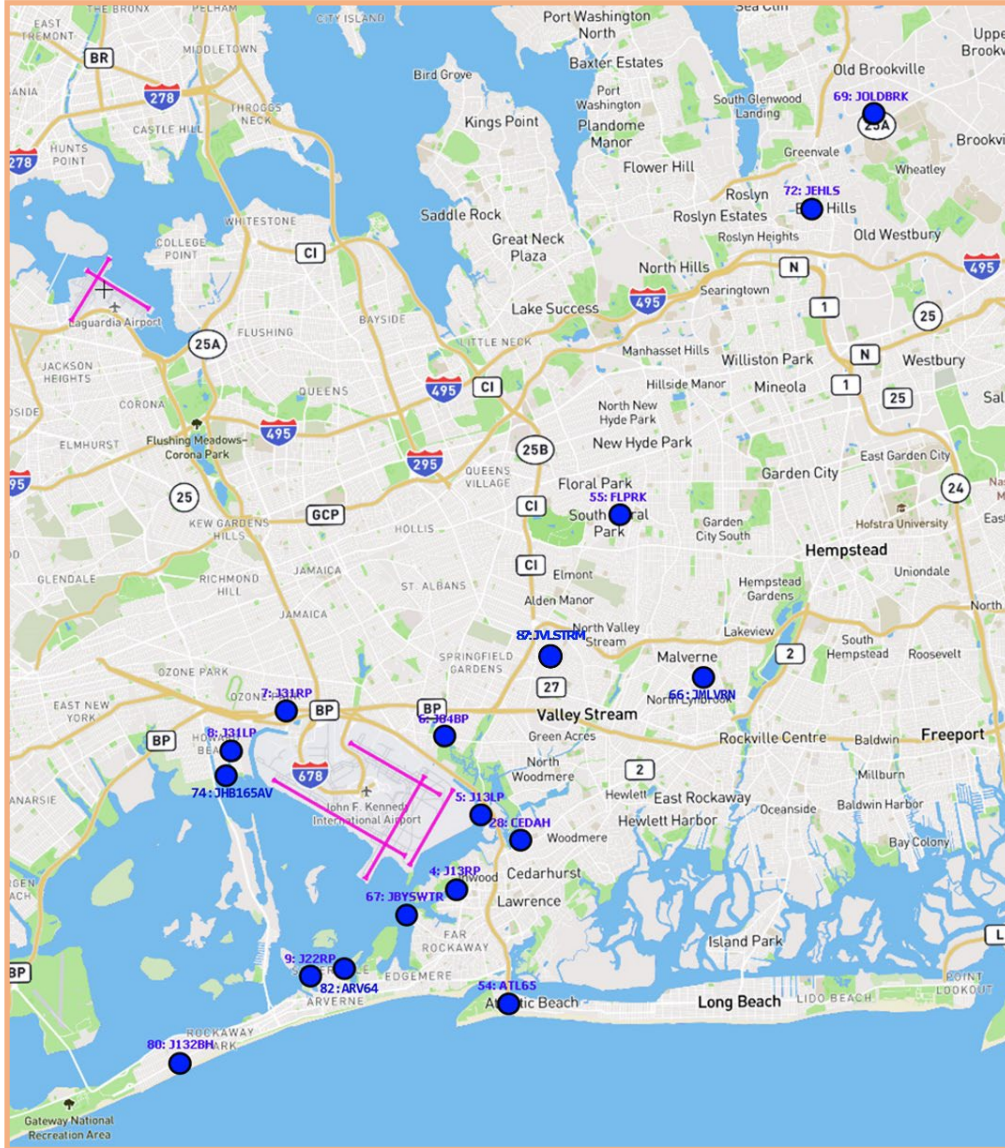 EAST
TREMONT
PELHAM
CITY ISLAND
Port Washington
North
Sea Cliff
BR
MIDDLETOWN
Baxter Estates
Old Brookville
Bird Grove
278
Port
Washington
South Glenwood
Landing
69: JOLDBRK
THROGGS
NECK
Kings Point
Plandome
Manor
25A
CASTLE HILL
HUNTS
POINT
278
Flower Hill
Greenvale
Wheatley
Roslyn
72: JEHLS
Saddle Rock
Roslyn Estates
Hills
WHITESTONE
Great Neck
Plaza
Roslyn Heights
Old Westbury
COLLEGE
POINT
CI
North Hills
N
495
495
Searingtown
Laguardia Airport
Lake Success
1
25
BAYSIDE
FLUSHING
25A
LITTLE NECK
Manhasset Hills
Williston Park
N
Westbury
JACKSON
HEIGHTS
QUEENS
495
CI
Hillside Manor
Mineola
1
25
CORONA
North New
Hyde Park
Flushing Meadows–
Corona Park
495
New Hyde Park
ELMHURST
25B
East Garden City
295
QUEENS
VILLAGE
Garden City
Floral Park
24
25
55: FLPRK
CI
GCP
South Floral
Park
Hofstra University
KEW GARDENS
HILLS
HOLLIS
Garden
City South
Hempstead
GLENDALE
CI
JAMAICA
Elmont
Uniondale
RICHMOND
HILL
ST. ALBANS
Hempstead
Gardens
Alden Manor
JAMAICA
North Valley
Stream
Lakeview
87: JVLSTRM
South
Hempstead
Roosevelt
SPRINGFIELD
GARDENS
Malverne
2
OZONE PARK
27
66: JMLVRN
North Lynbrook
7: J31RP
EAST NEW
YORK
BP
BP
Valley Stream
6: J04BP
Green Acres
Rockville Centre
Baldwin
Freeport
8: J31LP
BP
North
Woodmere
2
678
Millburn
74: JHB165AV
Hewlett
East Rockaway
John F. Kennedy
International Airport
5: J13LP
Oceanside
Baldwin Harbor
28: CEDAH
Hewlett Harbor
Woodmere
Bay Colony
4: J13RP
Cedarhurst
67: JBYSWTR
Lawrence
FAR
ROCKAWAY
Island Park
9: J22RP
EDGEMERE
BP
82: ARV64
ARVERNE
54: ATL65
POINT
LOOKOUT
Atlantic Beach
Long Beach
LIDO BEACH
ROCKAWAY
PARK
80: J132BH
Gateway National
Recreation Area